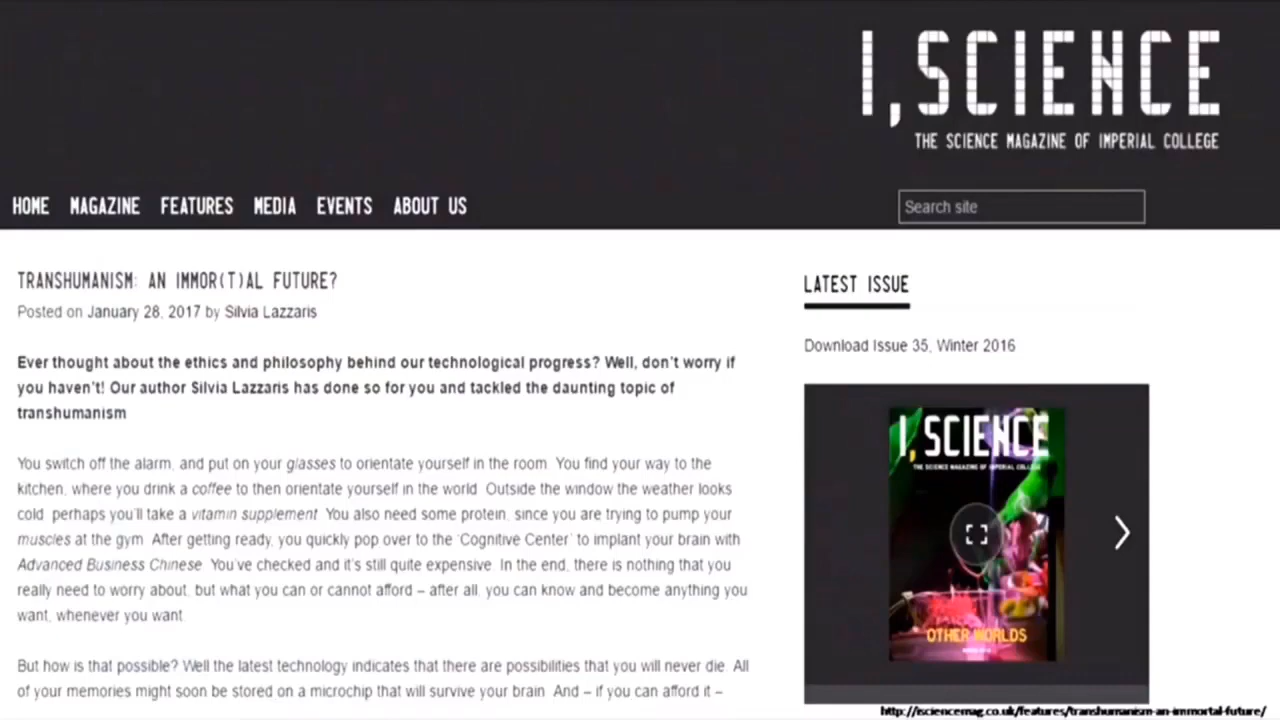 I,SCIENCE
THE SCIENCE MAGAZINE OF IMPERIAL COLLEGE
HOME MAGAZINE FEATURES MEDIA EVENTS ABOUT US
Search site
TRANSHUMANISM: AN IMMOR(T)AL FUTURE?
Posted on January 28, 2017 by Silvia Lazzaris
Ever thought about the ethics and philosophy behind our technological progress? Well, don't worry if
you haven't! Our author Silvia Lazzaris has done so for you and tackled the daunting topic of
transhumanism
You switch off the alarm, and put on your glasses to orientate yourself in the room. You find your way to the
kitchen, where you drink a coffee to then orientate yourself in the world. Outside the window the weather looks
cold, perhaps you'll take a vitamin supplement. You also need some protein, since you are trying to pump your
muscles at the gym. After getting ready, you quickly pop over to the 'Cognitive Center' to implant your brain with
Advanced Business Chinese. You've checked and it's still quite expensive. In the end, there is nothing that you
really need to worry about, but what you can or cannot afford – after all, you can know and become anything you
want, whenever you want.
But how is that possible? Well the latest technology indicates that there are possibilities that you will never die. All
of your memories might soon be stored on a microchip that will survive your brain. And – if you can afford it –
LATEST ISSUE
Download Issue 35, Winter 2016
I, SCIENCE
THE SCIENCE MAGAZINE OF IMPERIAL COLLEGE
OTHER WORLDS
http://isciencemag.co.uk/features/transhumanism-an-immortal-future/